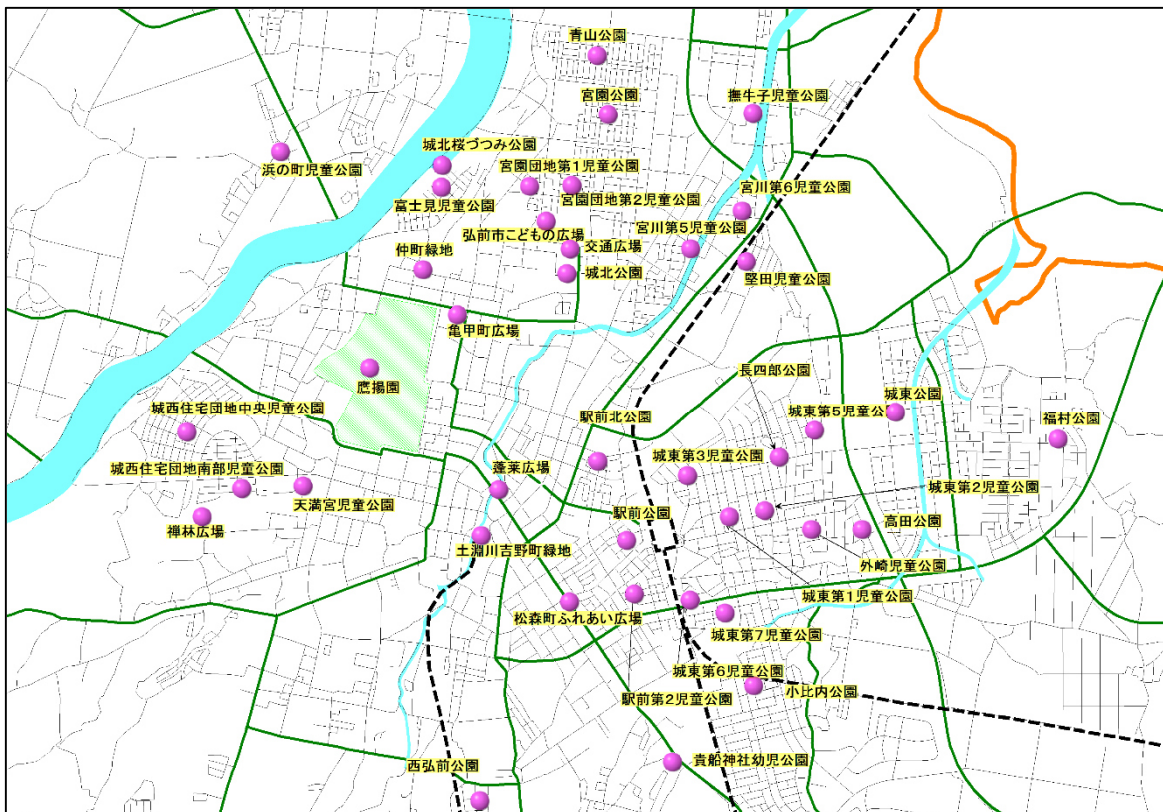 青山公園
宮園公園
撫牛子児童公園
城北桜づつみ公園
浜の町児童公園
宮園団地第1児童公園
宮園団地第2児童公園
富士見児童公園
宮川第6児童公園
宮川第5児童公園
弘前市こどもの広場
交通広場
仲町緑地
城北公園
堅田児童公園
亀甲町広場
鷹揚園
長四郎公園
城東公園
城東第5児童公
駅前北公園
福村公園
城西住宅団地中央児童公園
城東第3児童公園
城西住宅団地南部児童公園
蓬莱広場
城東第2児童公園
天満宮児童公園
駅前公園
高田公園
禅林広場
土淵川吉野町緑地
外崎児童公園
城東第1児童公園
松森町ふれあい広場
城東第7児童公園
城東第6児童公園
小比内公園
駅前第2児童公園
貴船神社幼児公園
西弘前公園